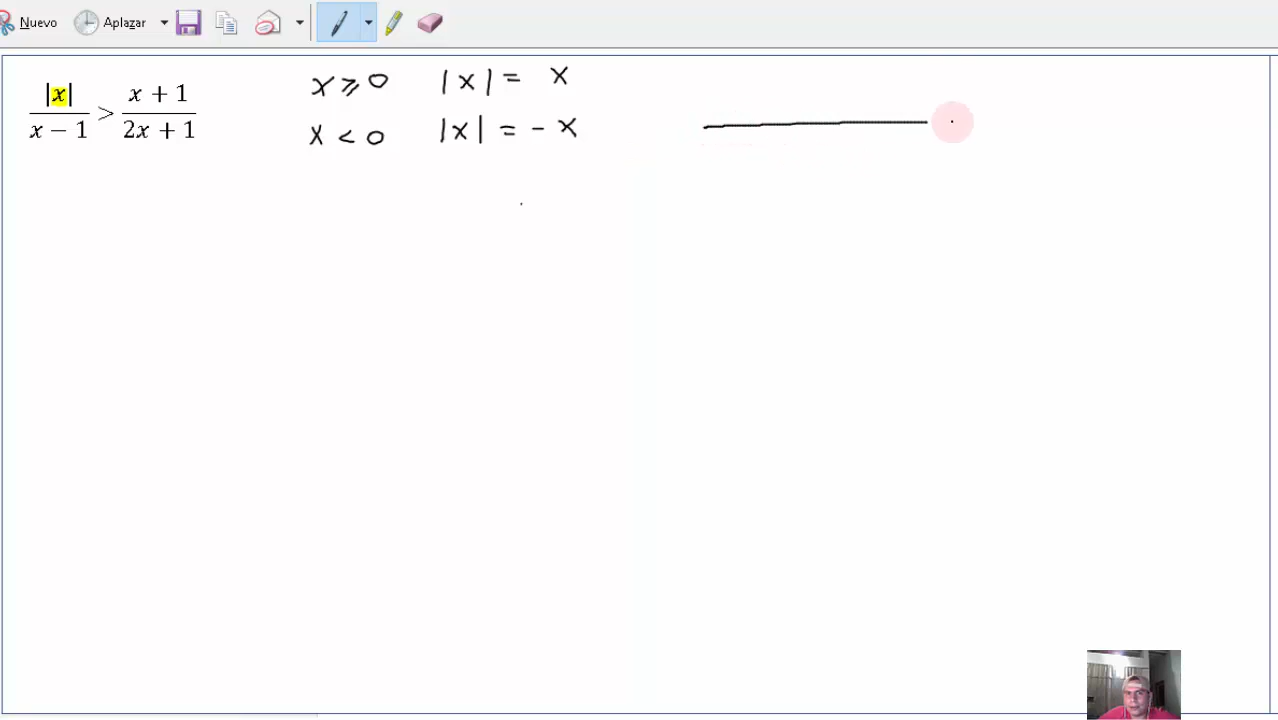 Nuevo Aplazar
|x|/(x − 1) > (x + 1)/(2x + 1)
x ≥ 0 |x| = x
x < 0 |x| = - x